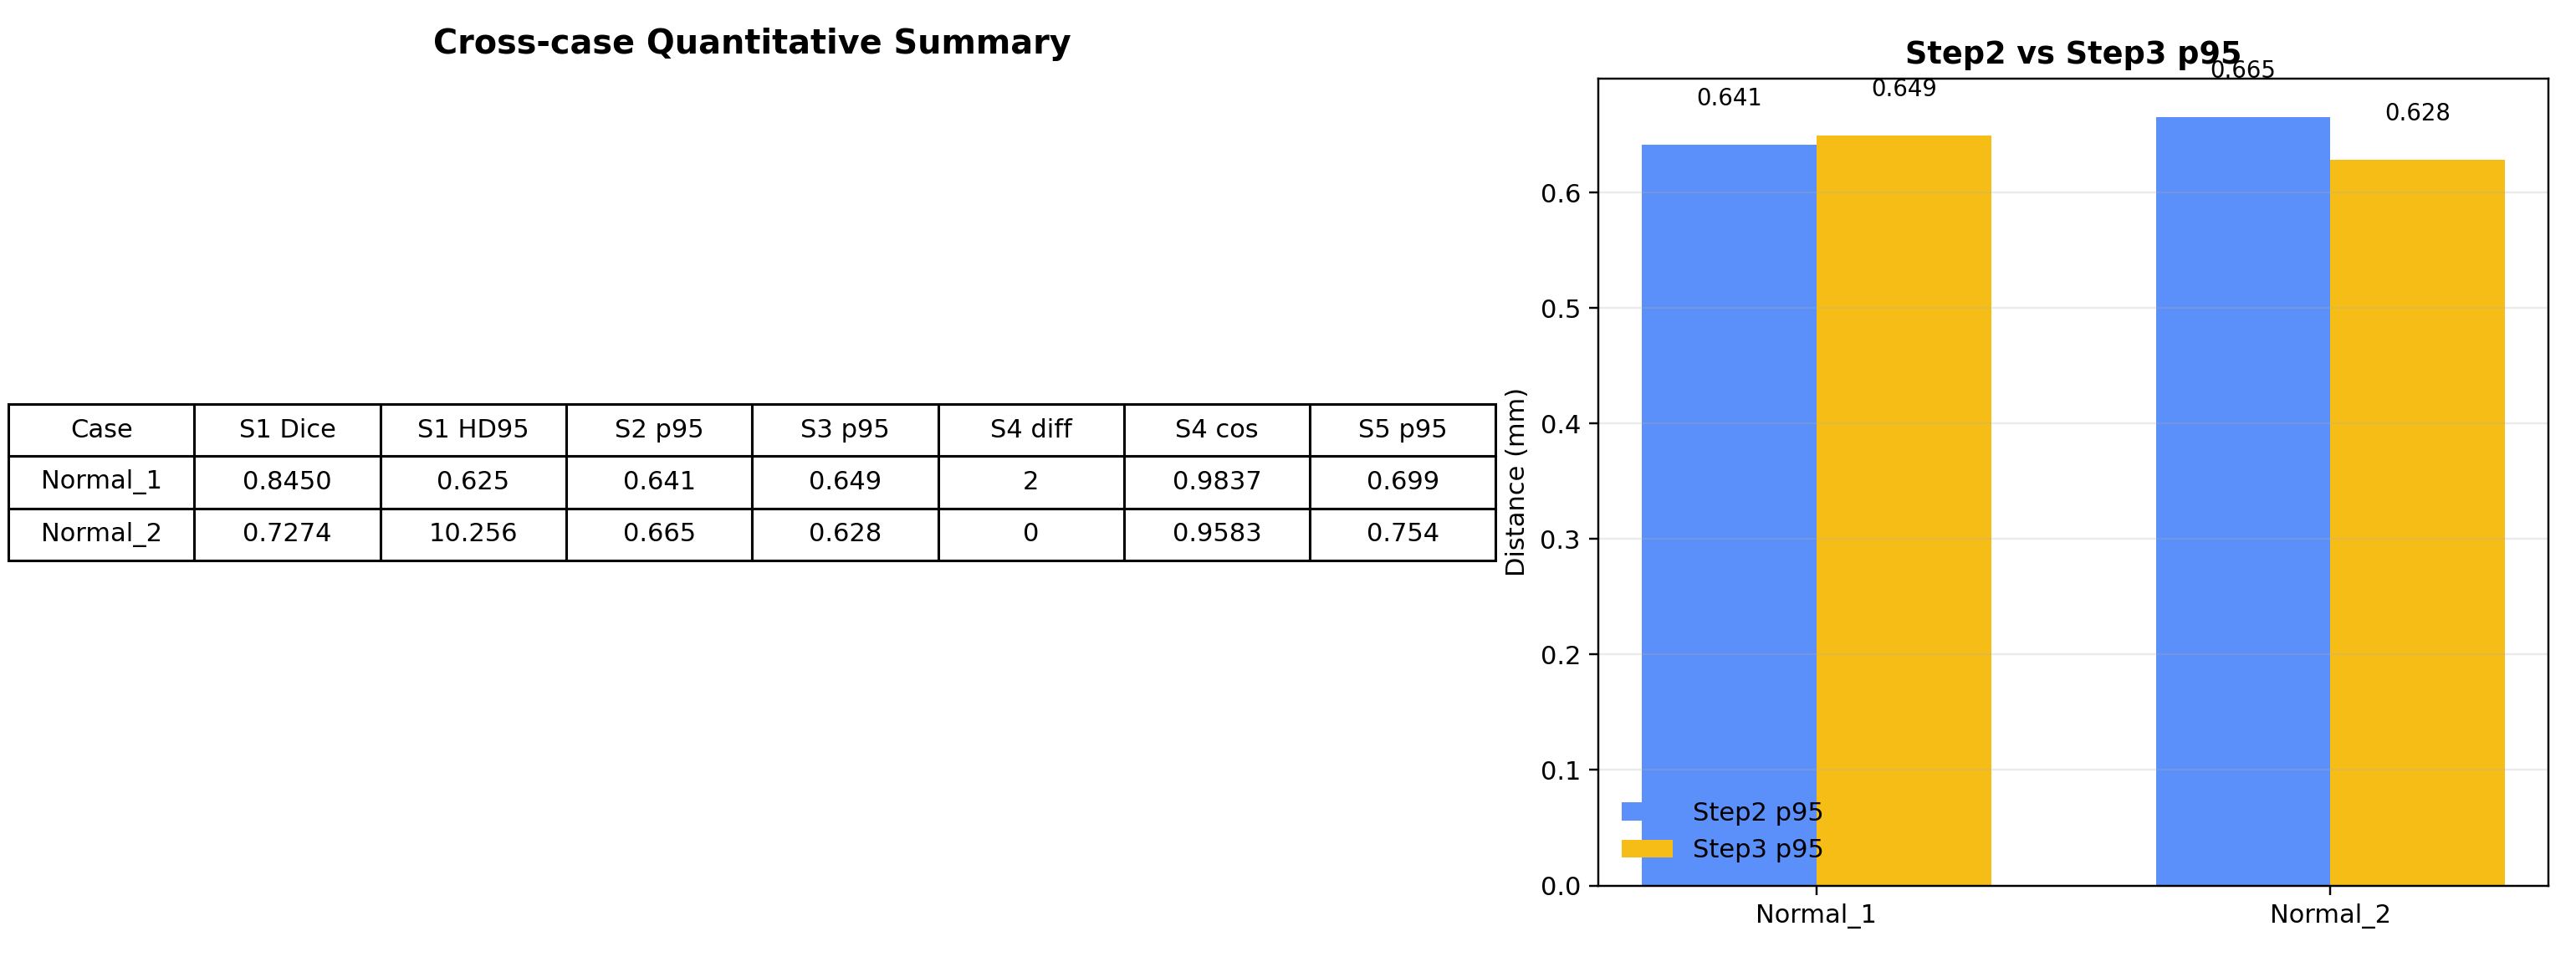 Cross-case Quantitative Summary
Case S1 Dice S1 HD95 S2 p95 S3 p95 S4 diff S4 cos S5 p95
Normal_1 0.8450 0.625 0.641 0.649 2 0.9837 0.699
Normal_2 0.7274 10.256 0.665 0.628 0 0.9583 0.754
Step2 vs Step3 p95
0.641 0.649 0.665 0.628
Distance (mm)
0.6
0.5
0.4
0.3
0.2
0.1
0.0
Step2 p95
Step3 p95
Normal_1 Normal_2